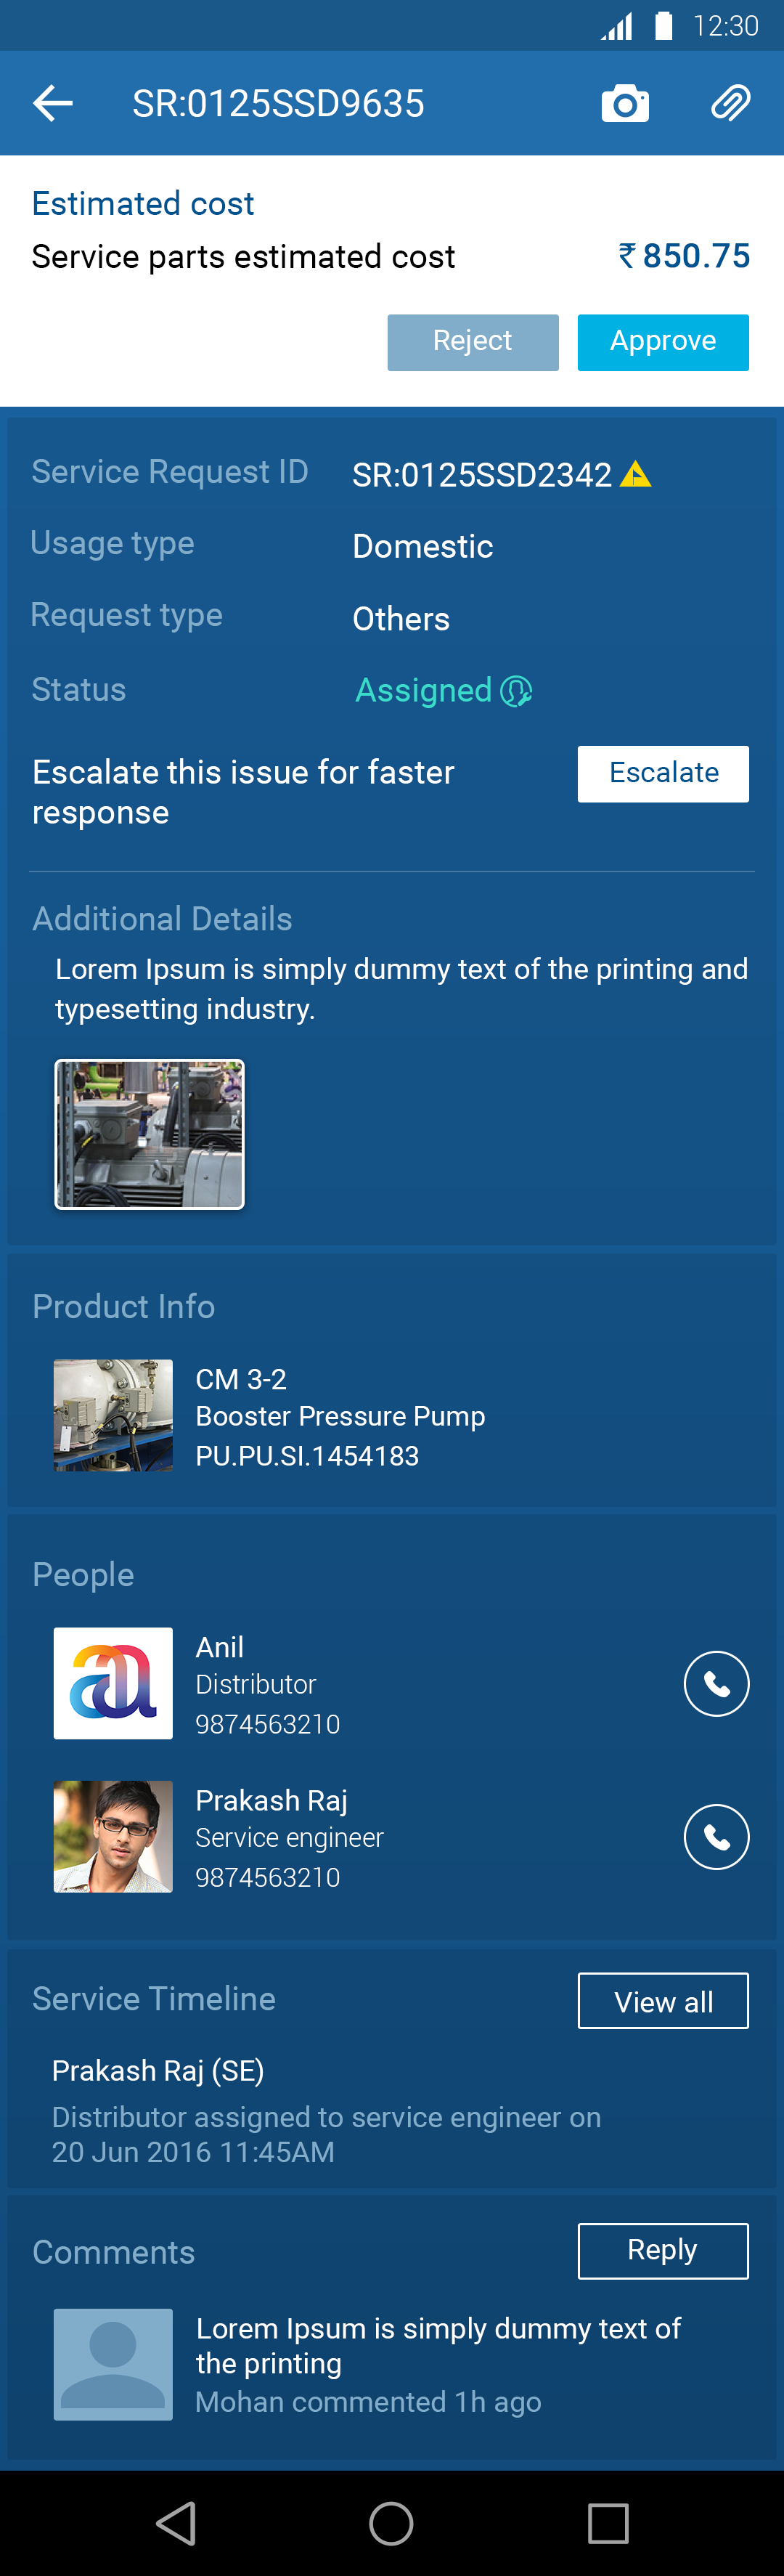 12:30
SR:0125SSD9635
Estimated cost
Service parts estimated cost
₹ 850.75
Reject
Approve
Service Request ID
SR:0125SSD2342
Usage type
Domestic
Request type
Others
Status
Assigned
Escalate this issue for faster
response
Escalate
Additional Details
Lorem Ipsum is simply dummy text of the printing and
typesetting industry.
Product Info
CM 3-2
Booster Pressure Pump
PU.PU.SI.1454183
People
Anil
Distributor
9874563210
Prakash Raj
Service engineer
9874563210
Service Timeline
View all
Prakash Raj (SE)
Distributor assigned to service engineer on
20 Jun 2016 11:45AM
Comments
Reply
Lorem Ipsum is simply dummy text of
the printing
Mohan commented 1h ago